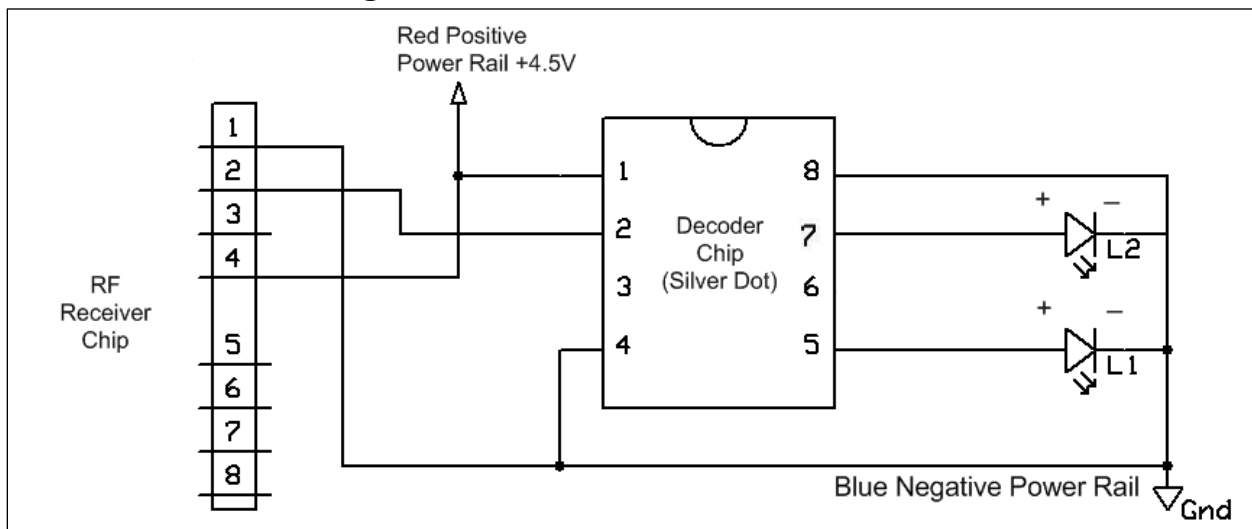 Red Positive
Power Rail +4.5V
1
2
3
4
5
6
7
8
RF
Receiver
Chip
1
2
3
4
Decoder
Chip
(Silver Dot)
8
7
6
5
+ –
L2
+ –
L1
Blue Negative Power Rail
Gnd